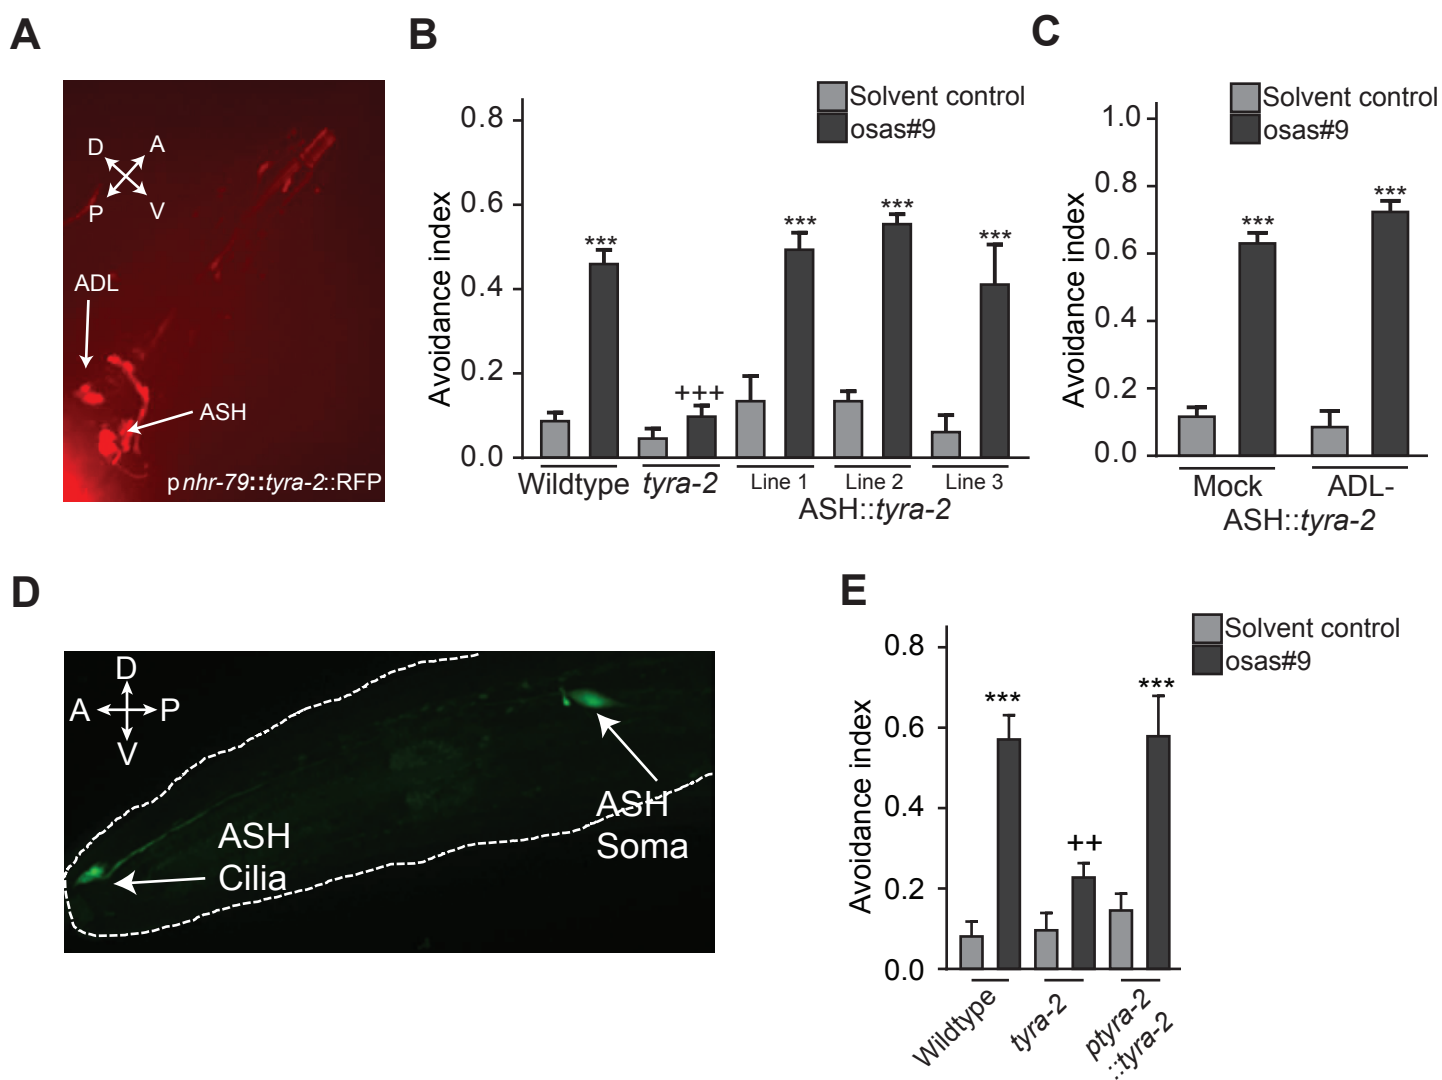 A
D
A
P
V
ADL
ASH
pnhr-79::tyra-2::RFP
B
Solvent control
osas#9
Avoidance index
0.8
0.6
0.4
0.2
0.0
***
+++
***
***
***
Wildtype
tyra-2
Line 1
Line 2
Line 3
ASH::tyra-2
C
Solvent control
osas#9
Avoidance index
1.0
0.8
0.6
0.4
0.2
0.0
***
***
Mock
ADL-
ASH::tyra-2
D
D
A
P
V
ASH
Cilia
ASH
Soma
E
Solvent control
osas#9
Avoidance index
0.8
0.6
0.4
0.2
0.0
***
++
***
Wildtype
tyra-2
ptyra-2
::tyra-2